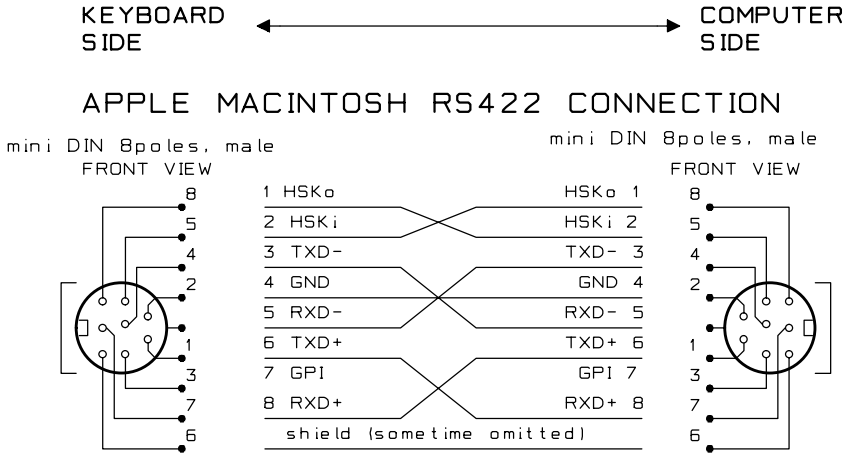 KEYBOARD SIDE
COMPUTER SIDE
APPLE MACINTOSH RS422 CONNECTION
mini DIN 8poles, male
mini DIN 8poles, male
FRONT VIEW
FRONT VIEW
8 1 HSKo HSKo 1 8
5 2 HSKi HSKi 2 5
4 3 TXD- TXD- 3 4
2 4 GND GND 4 2
5 RXD- RXD- 5
1 6 TXD+ TXD+ 6 1
3 7 GPI GPI 7 3
7 8 RXD+ RXD+ 8 7
6 shield (sometime omitted) 6